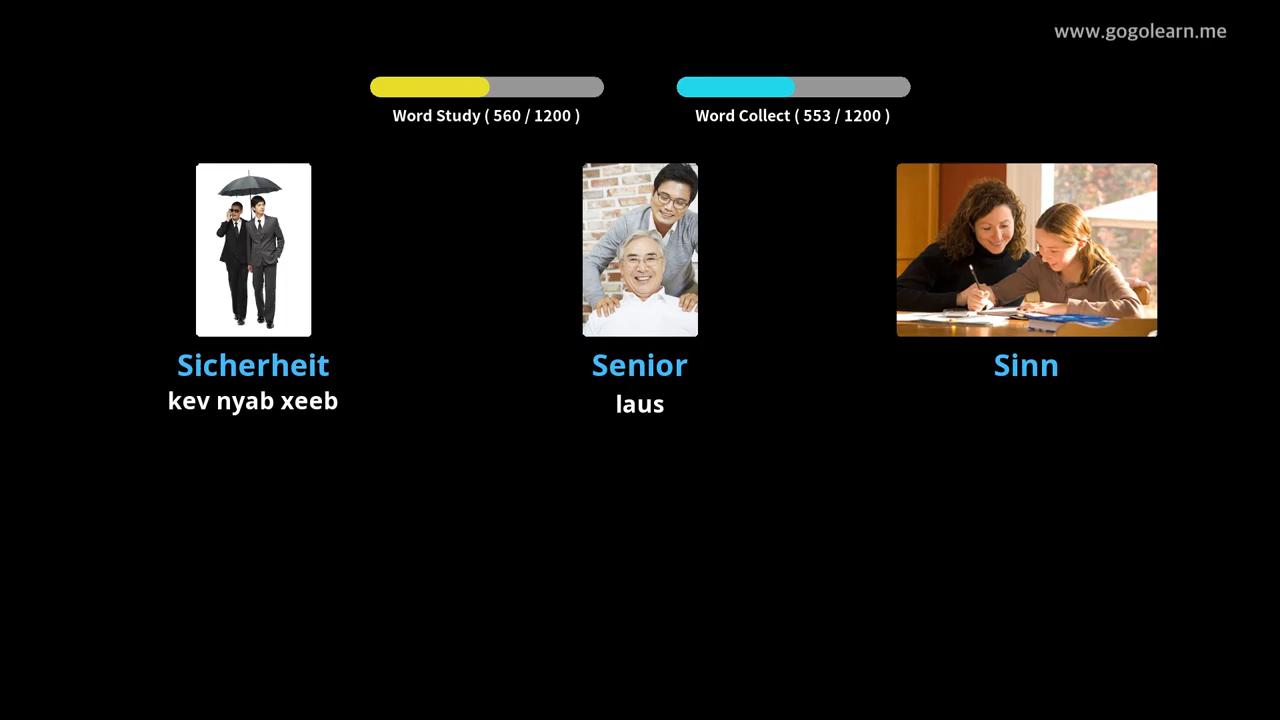 www.gogolearn.me
Word Study ( 560 / 1200 )
Word Collect ( 553 / 1200 )
Sicherheit
kev nyab xeeb
Senior
laus
Sinn